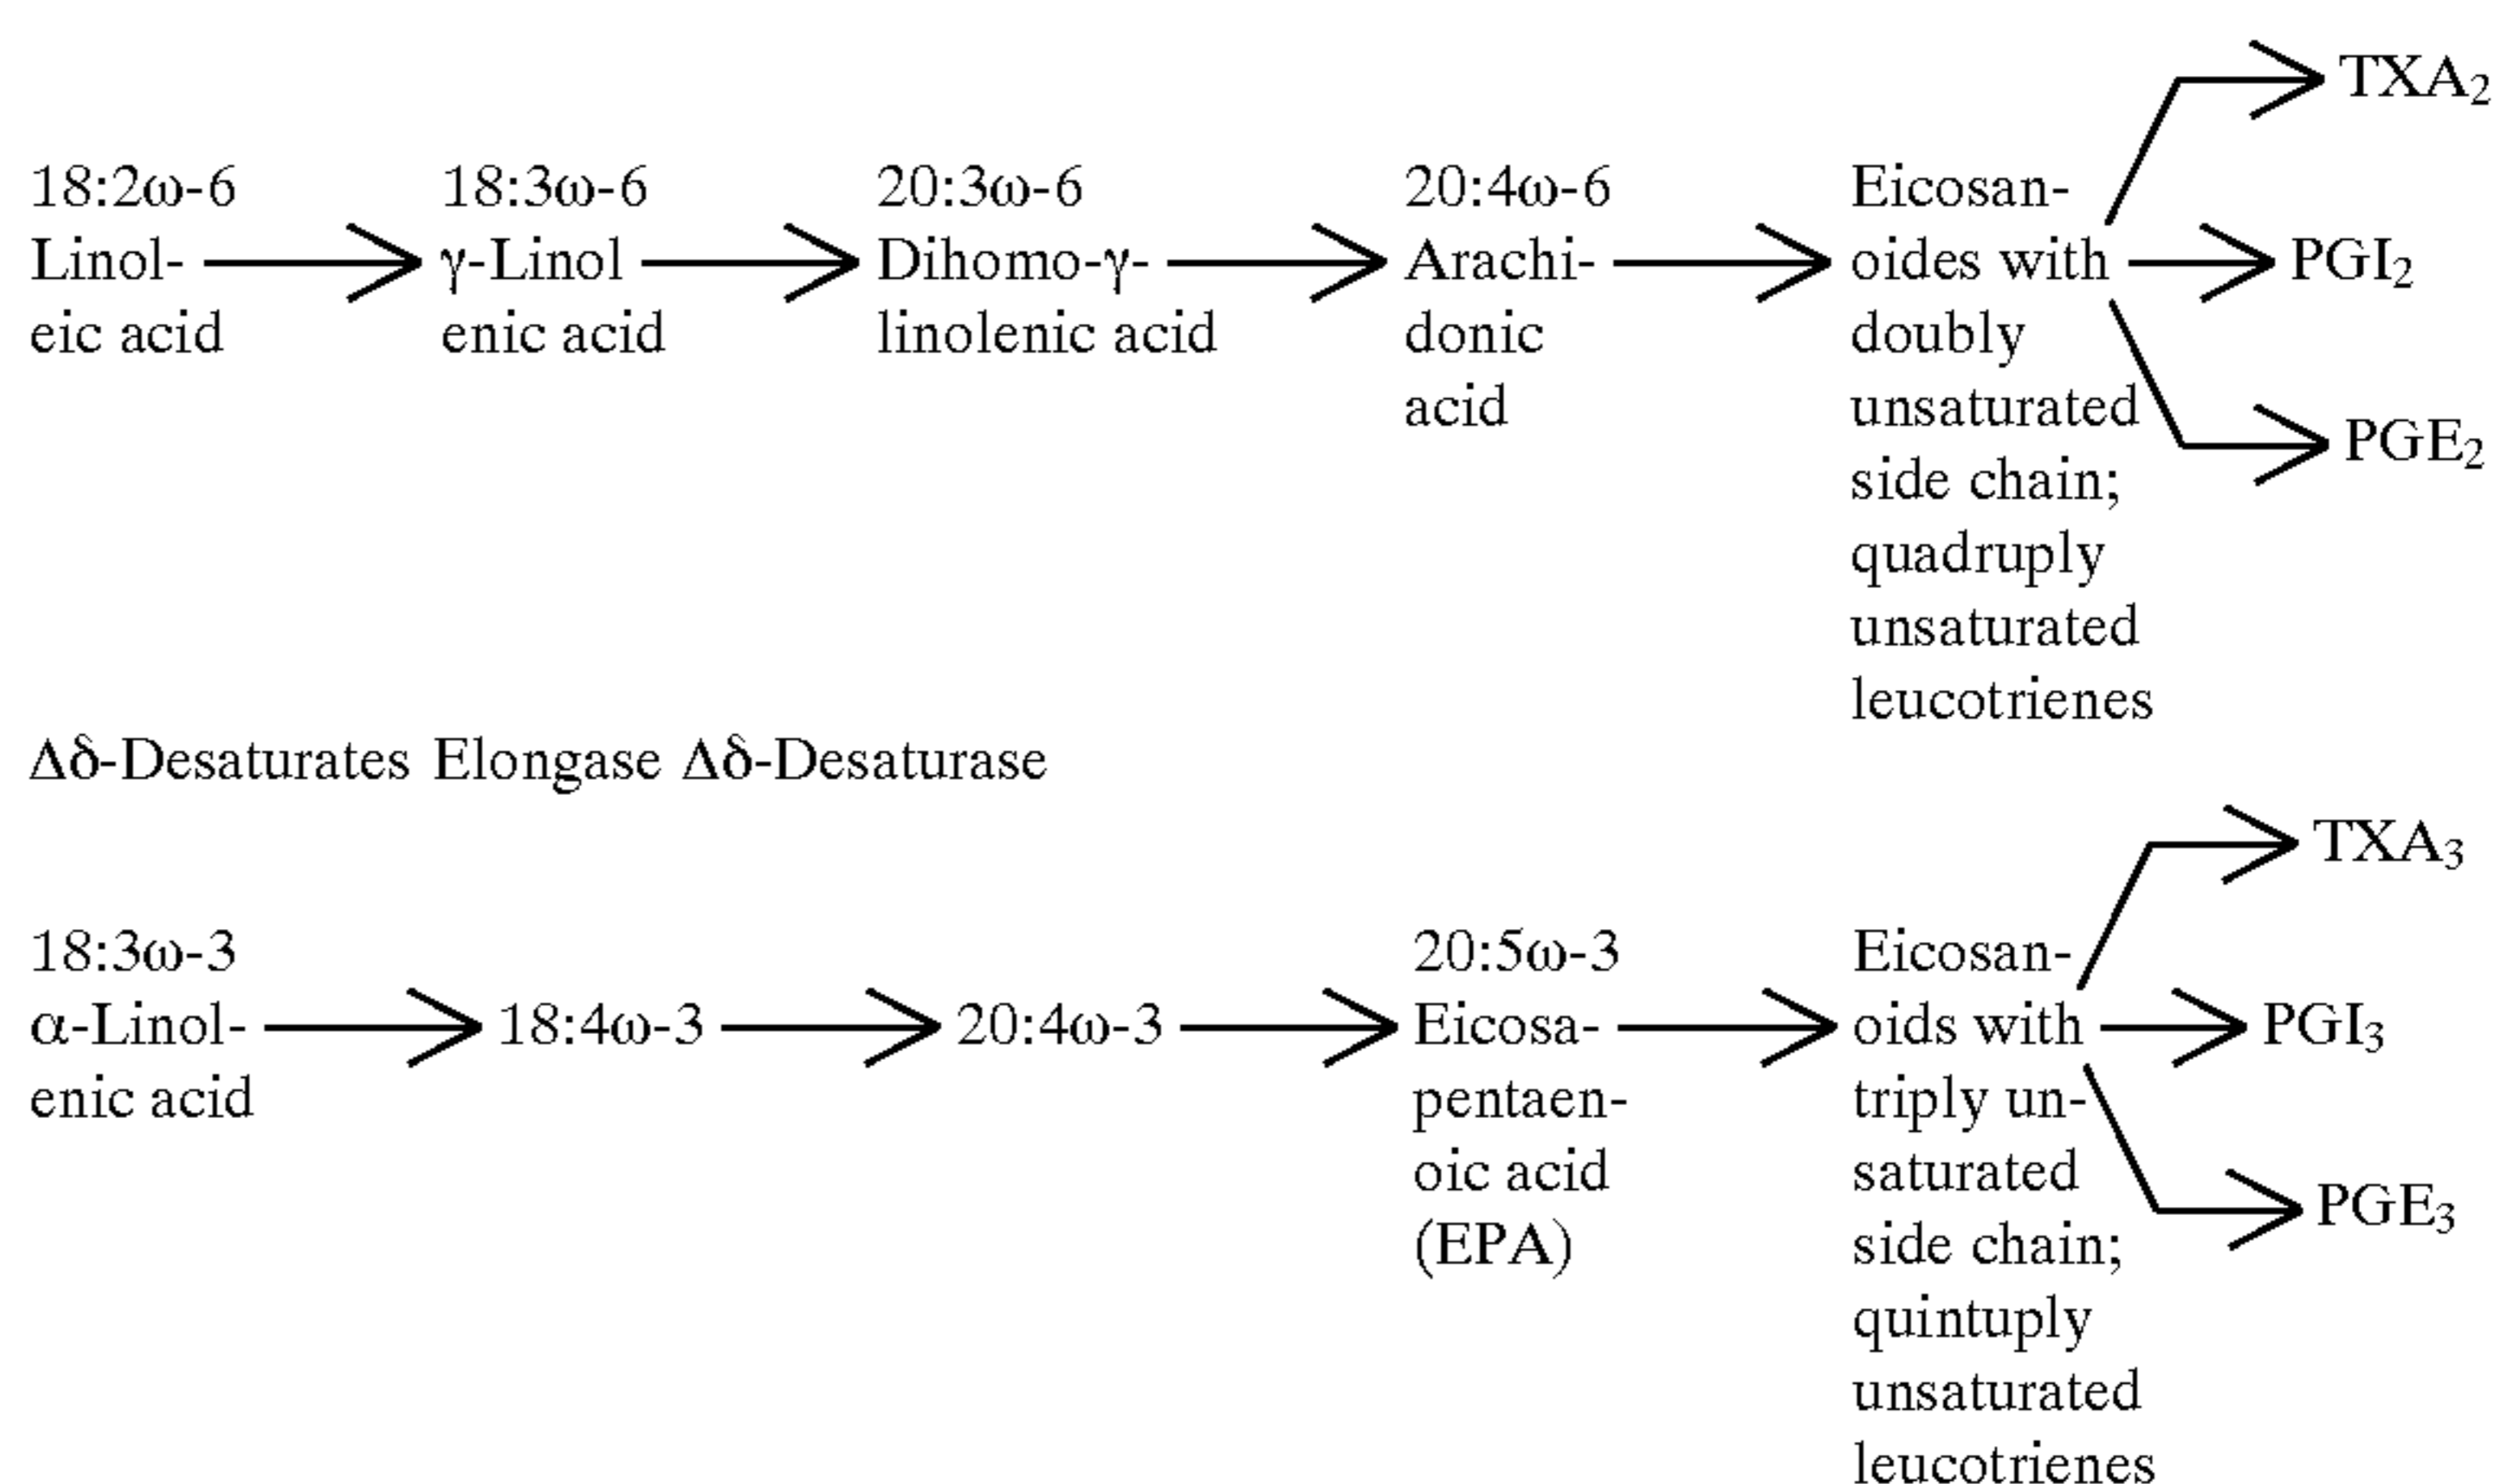 TXA₂
18:2ω-6
Linol-
eic acid
18:3ω-6
γ-Linol
enic acid
20:3ω-6
Dihomo-γ-
linolenic acid
20:4ω-6
Arachi-
donic
acid
Eicosan-
oides with
doubly
unsaturated
side chain;
quadruply
unsaturated
leucotrienes
PGI₂
PGE₂
Δδ-Desaturates Elongase Δδ-Desaturase
TXA₃
18:3ω-3
α-Linol-
enic acid
18:4ω-3
20:4ω-3
20:5ω-3
Eicosa-
pentaen-
oic acid
(EPA)
Eicosan-
oids with
triply un-
saturated
side chain;
quintuply
unsaturated
leucotrienes
PGI₃
PGE₃